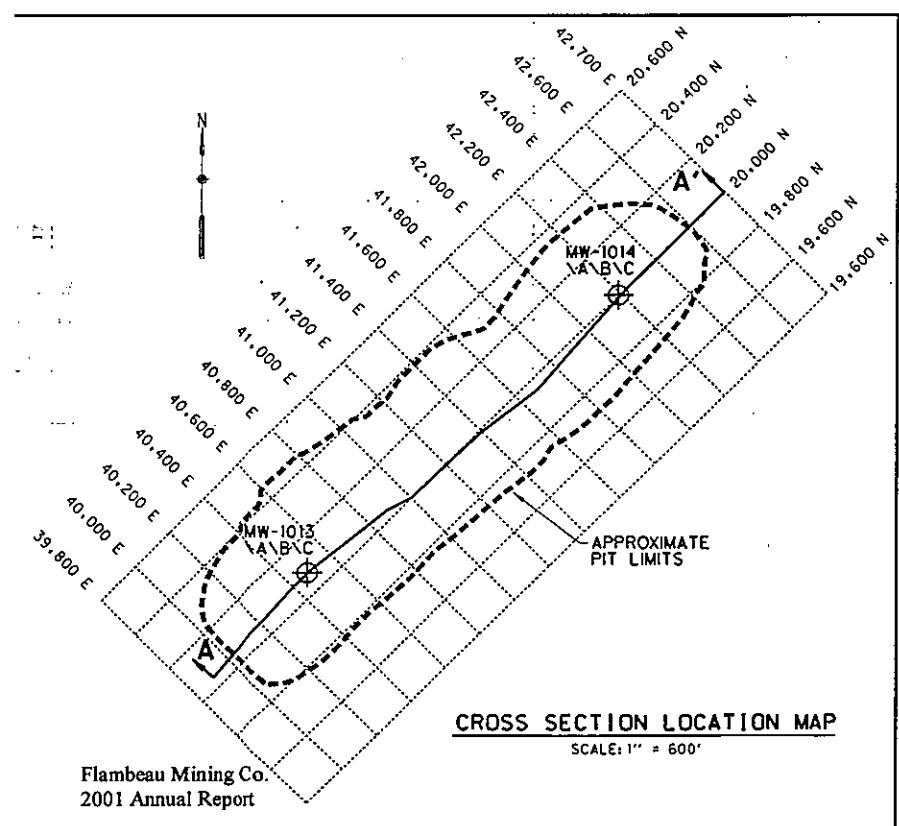 N
39,800 E
40,000 E
40,200 E
40,400 E
40,600 E
40,800 E
41,000 E
41,200 E
41,400 E
41,600 E
41,800 E
42,000 E
42,200 E
42,400 E
42,600 E
42,700 E
20,600 N
20,400 N
20,200 N
20,000 N
19,800 N
19,600 N
19,600 N
A'
MW-1014
\A\B\C
MW-1013
\A\B\C
A
APPROXIMATE
PIT LIMITS
CROSS SECTION LOCATION MAP
SCALE: 1" = 600'
Flambeau Mining Co.
2001 Annual Report